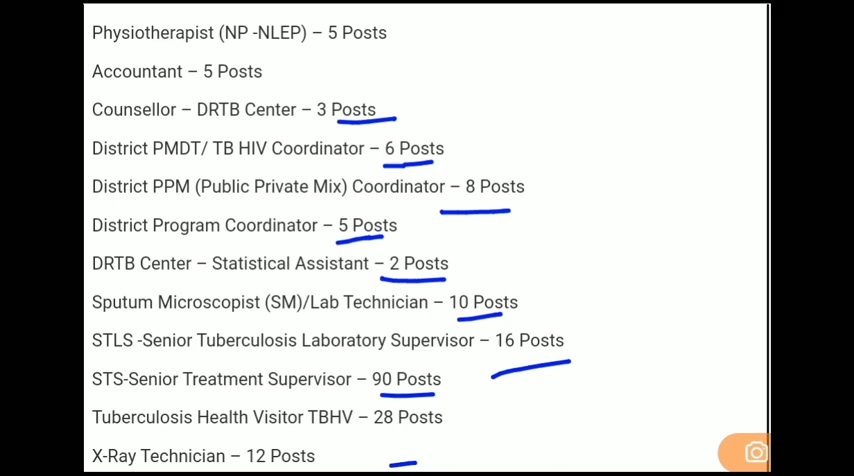 Physiotherapist (NP -NLEP) – 5 Posts
Accountant – 5 Posts
Counsellor – DRTB Center – 3 Posts
District PMDT/ TB HIV Coordinator – 6 Posts
District PPM (Public Private Mix) Coordinator – 8 Posts
District Program Coordinator – 5 Posts
DRTB Center – Statistical Assistant – 2 Posts
Sputum Microscopist (SM)/Lab Technician – 10 Posts
STLS -Senior Tuberculosis Laboratory Supervisor – 16 Posts
STS-Senior Treatment Supervisor – 90 Posts
Tuberculosis Health Visitor TBHV – 28 Posts
X-Ray Technician – 12 Posts